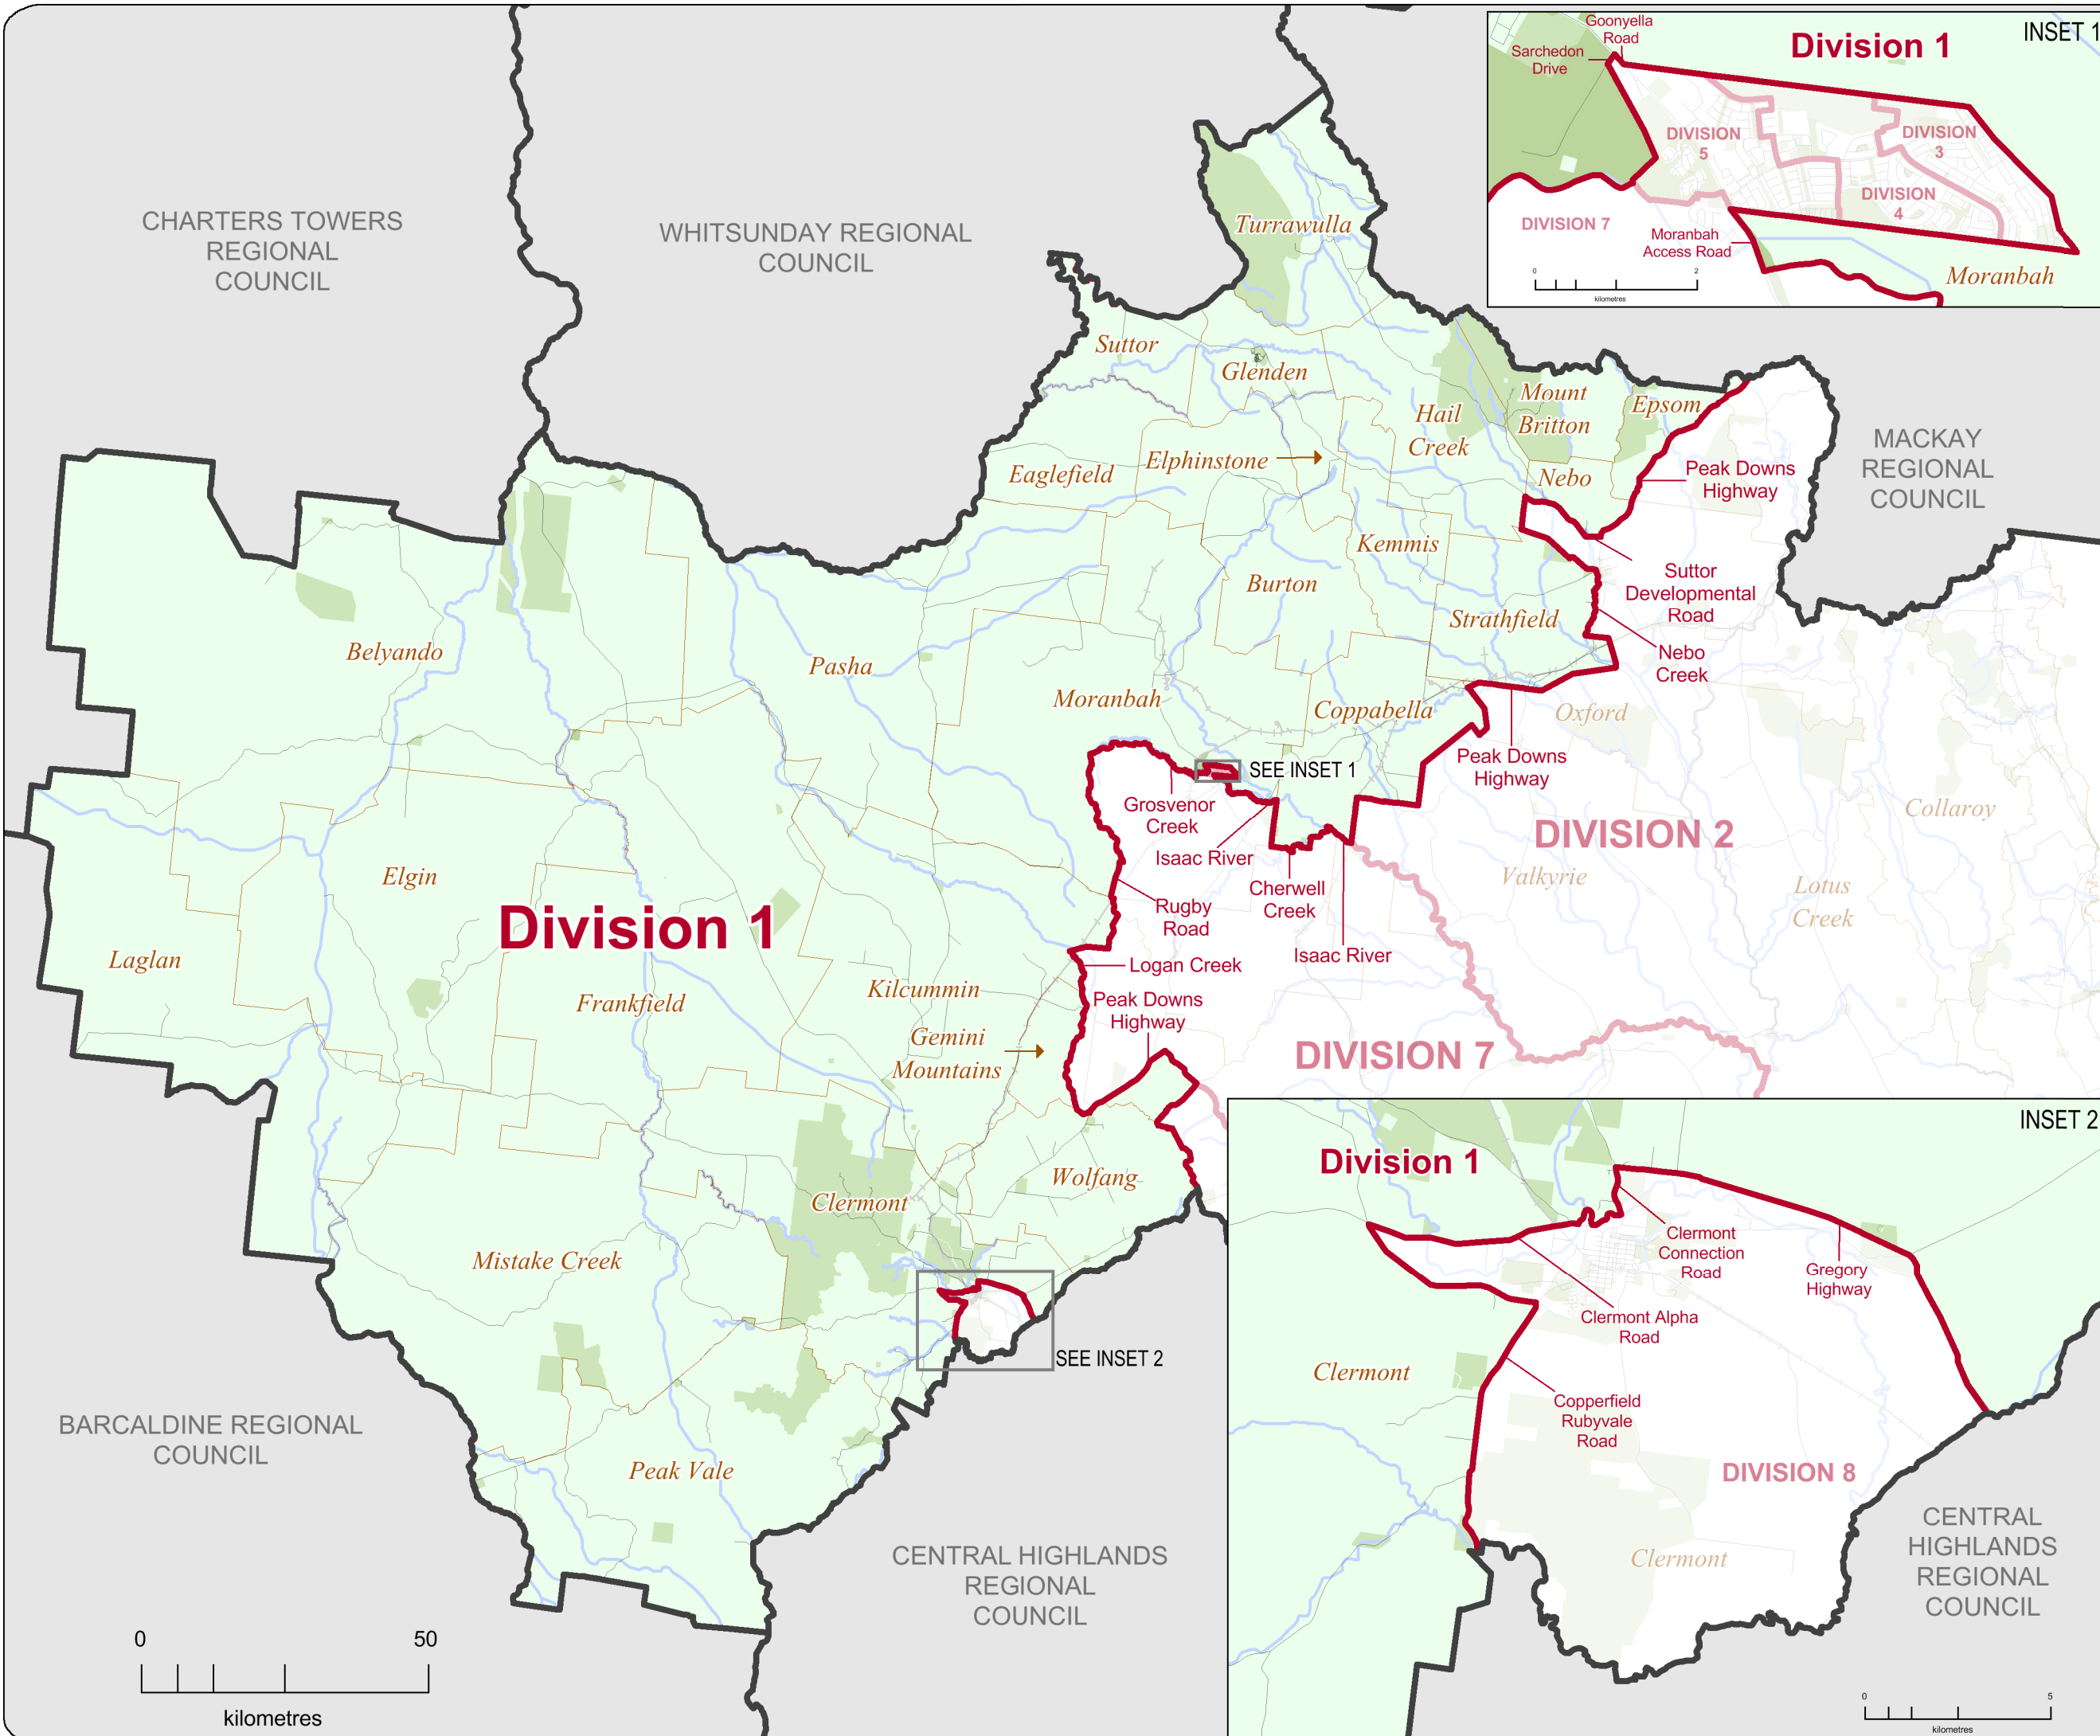 CHARTERS TOWERS
REGIONAL
COUNCIL
WHITSUNDAY REGIONAL
COUNCIL
MACKAY
REGIONAL
COUNCIL
BARCALDINE REGIONAL
COUNCIL
CENTRAL HIGHLANDS
REGIONAL
COUNCIL
Turrawulla
Suttor
Glenden
Hail
Creek
Mount
Britton
Epsom
Eaglefield
Elphinstone
Nebo
Kemmis
Burton
Strathfield
Belyando
Pasha
Moranbah
Coppabella
Oxford
Collaroy
Valkyrie
Lotus
Creek
Elgin
Division 1
Laglan
Frankfield
Kilcummin
Gemini
Mountains
Clermont
Wolfang
Mistake Creek
Peak Vale
Peak Downs
Highway
Suttor
Developmental
Road
Nebo
Creek
Peak Downs
Highway
SEE INSET 1
Grosvenor
Creek
Isaac River
Cherwell
Creek
Rugby
Road
Isaac River
Logan Creek
Peak Downs
Highway
DIVISION 2
DIVISION 7
SEE INSET 2
0 50
kilometres
INSET 1
Division 1
Goonyella
Road
Sarchedon
Drive
DIVISION
5
DIVISION
3
DIVISION
4
DIVISION 7
Moranbah
Access Road
Moranbah
0 2
kilometres
INSET 2
Division 1
Clermont
Connection
Road
Gregory
Highway
Clermont Alpha
Road
Clermont
Copperfield
Rubyvale
Road
DIVISION 8
Clermont
CENTRAL
HIGHLANDS
REGIONAL
COUNCIL
0 5
kilometres